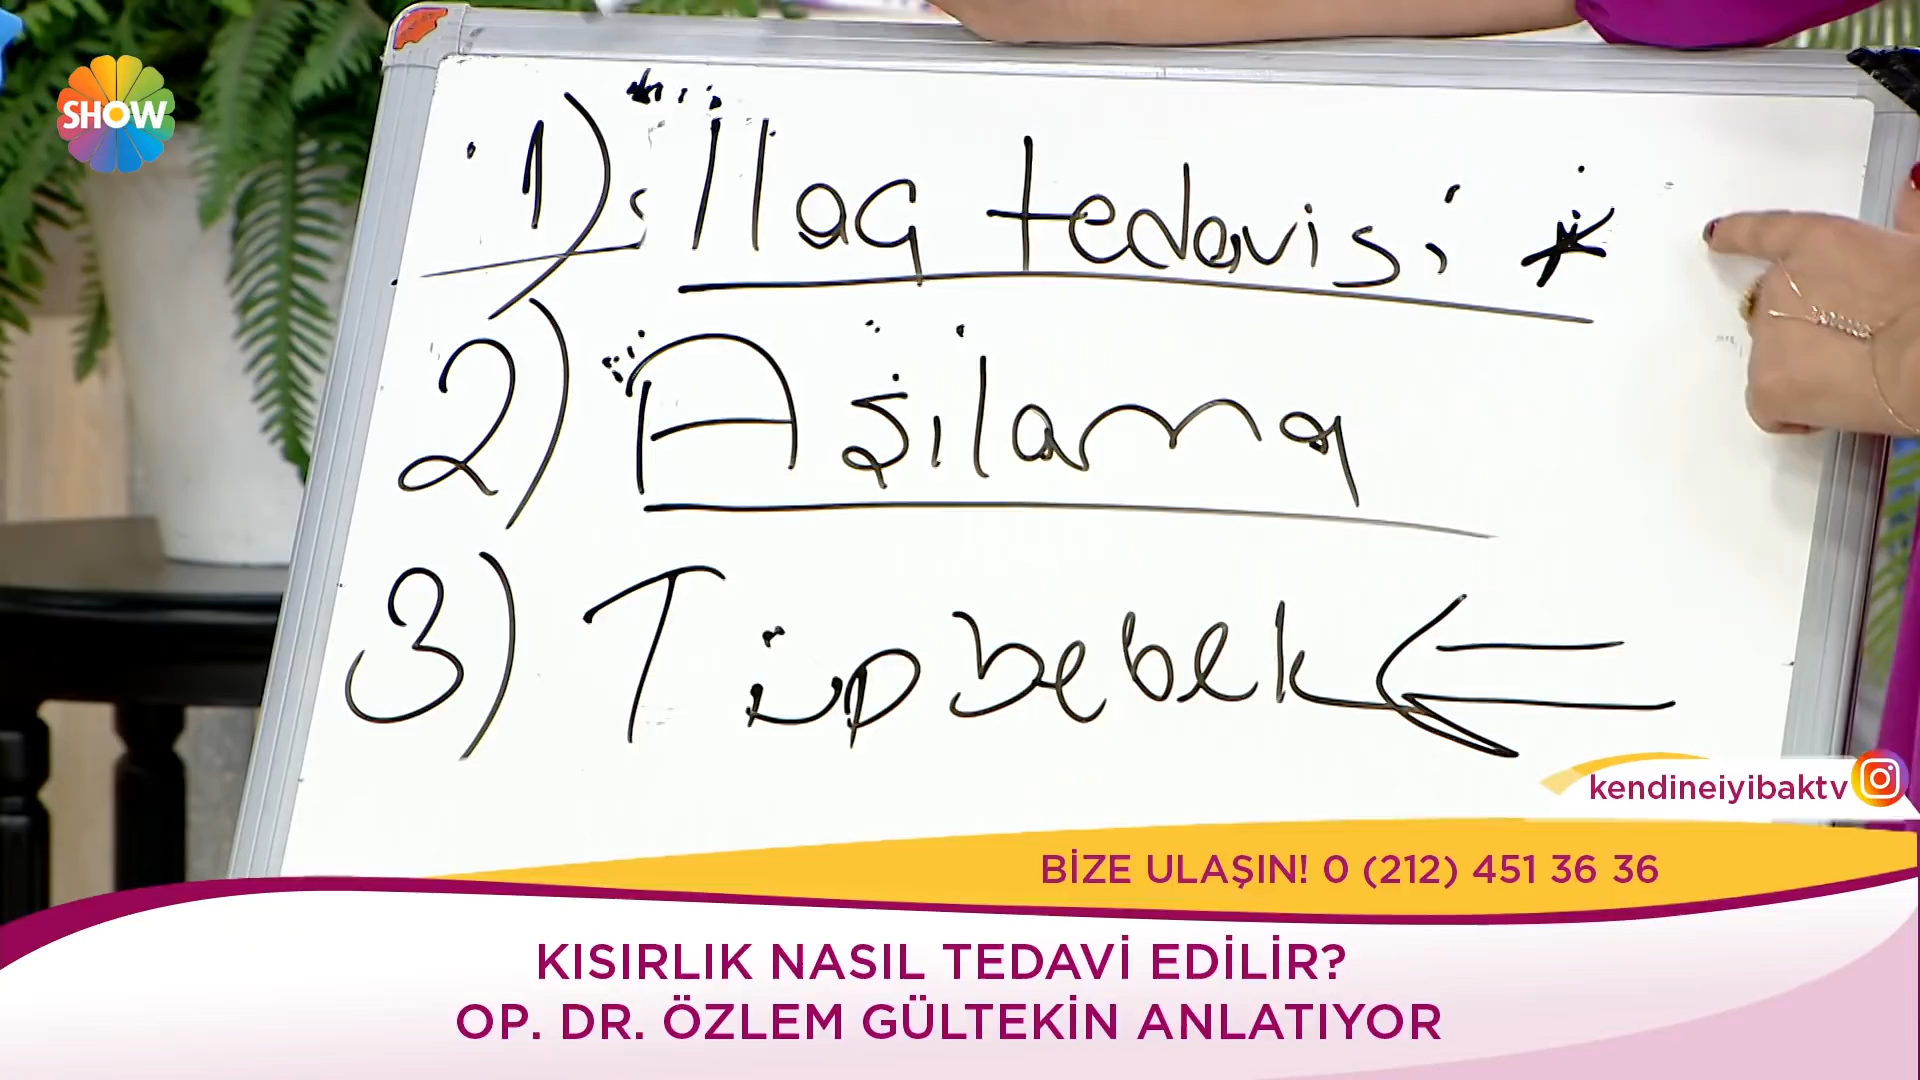 SHOW
1) İlaç tedavisi *
2) Aşılama
3) Tüp bebek
kendineiyibaktv
BİZE ULAŞIN! 0 (212) 451 36 36
KISIRLIK NASIL TEDAVİ EDİLİR?
OP. DR. ÖZLEM GÜLTEKİN ANLATIYOR